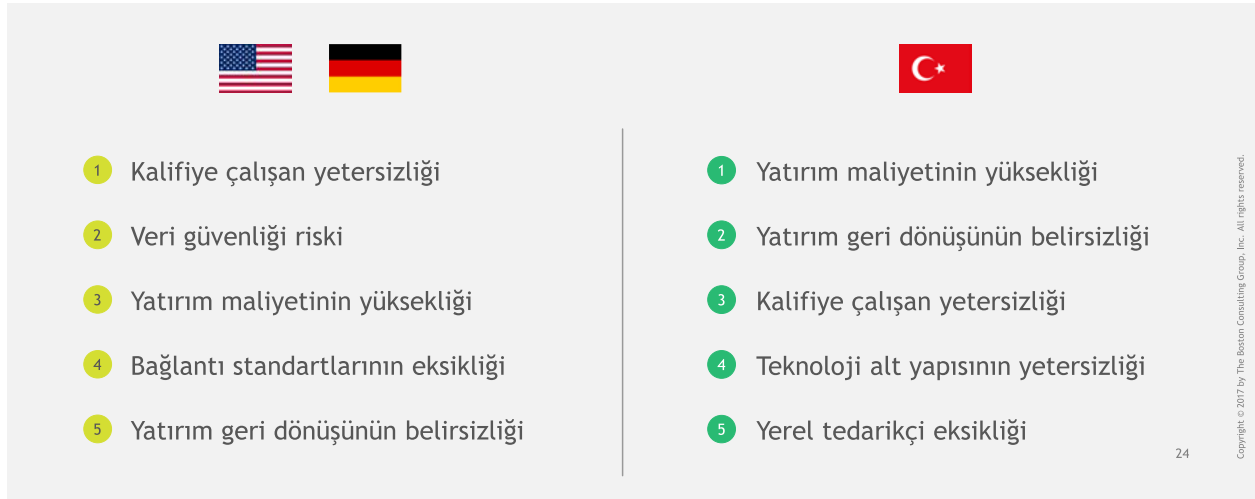 1 Kalifiye çalışan yetersizliği
2 Veri güvenliği riski
3 Yatırım maliyetinin yüksekliği
4 Bağlantı standartlarının eksikliği
5 Yatırım geri dönüşünün belirsizliği
1 Yatırım maliyetinin yüksekliği
2 Yatırım geri dönüşünün belirsizliği
3 Kalifiye çalışan yetersizliği
4 Teknoloji alt yapısının yetersizliği
5 Yerel tedarikçi eksikliği
24
Copyright © 2017 by The Boston Consulting Group, Inc. All rights reserved.